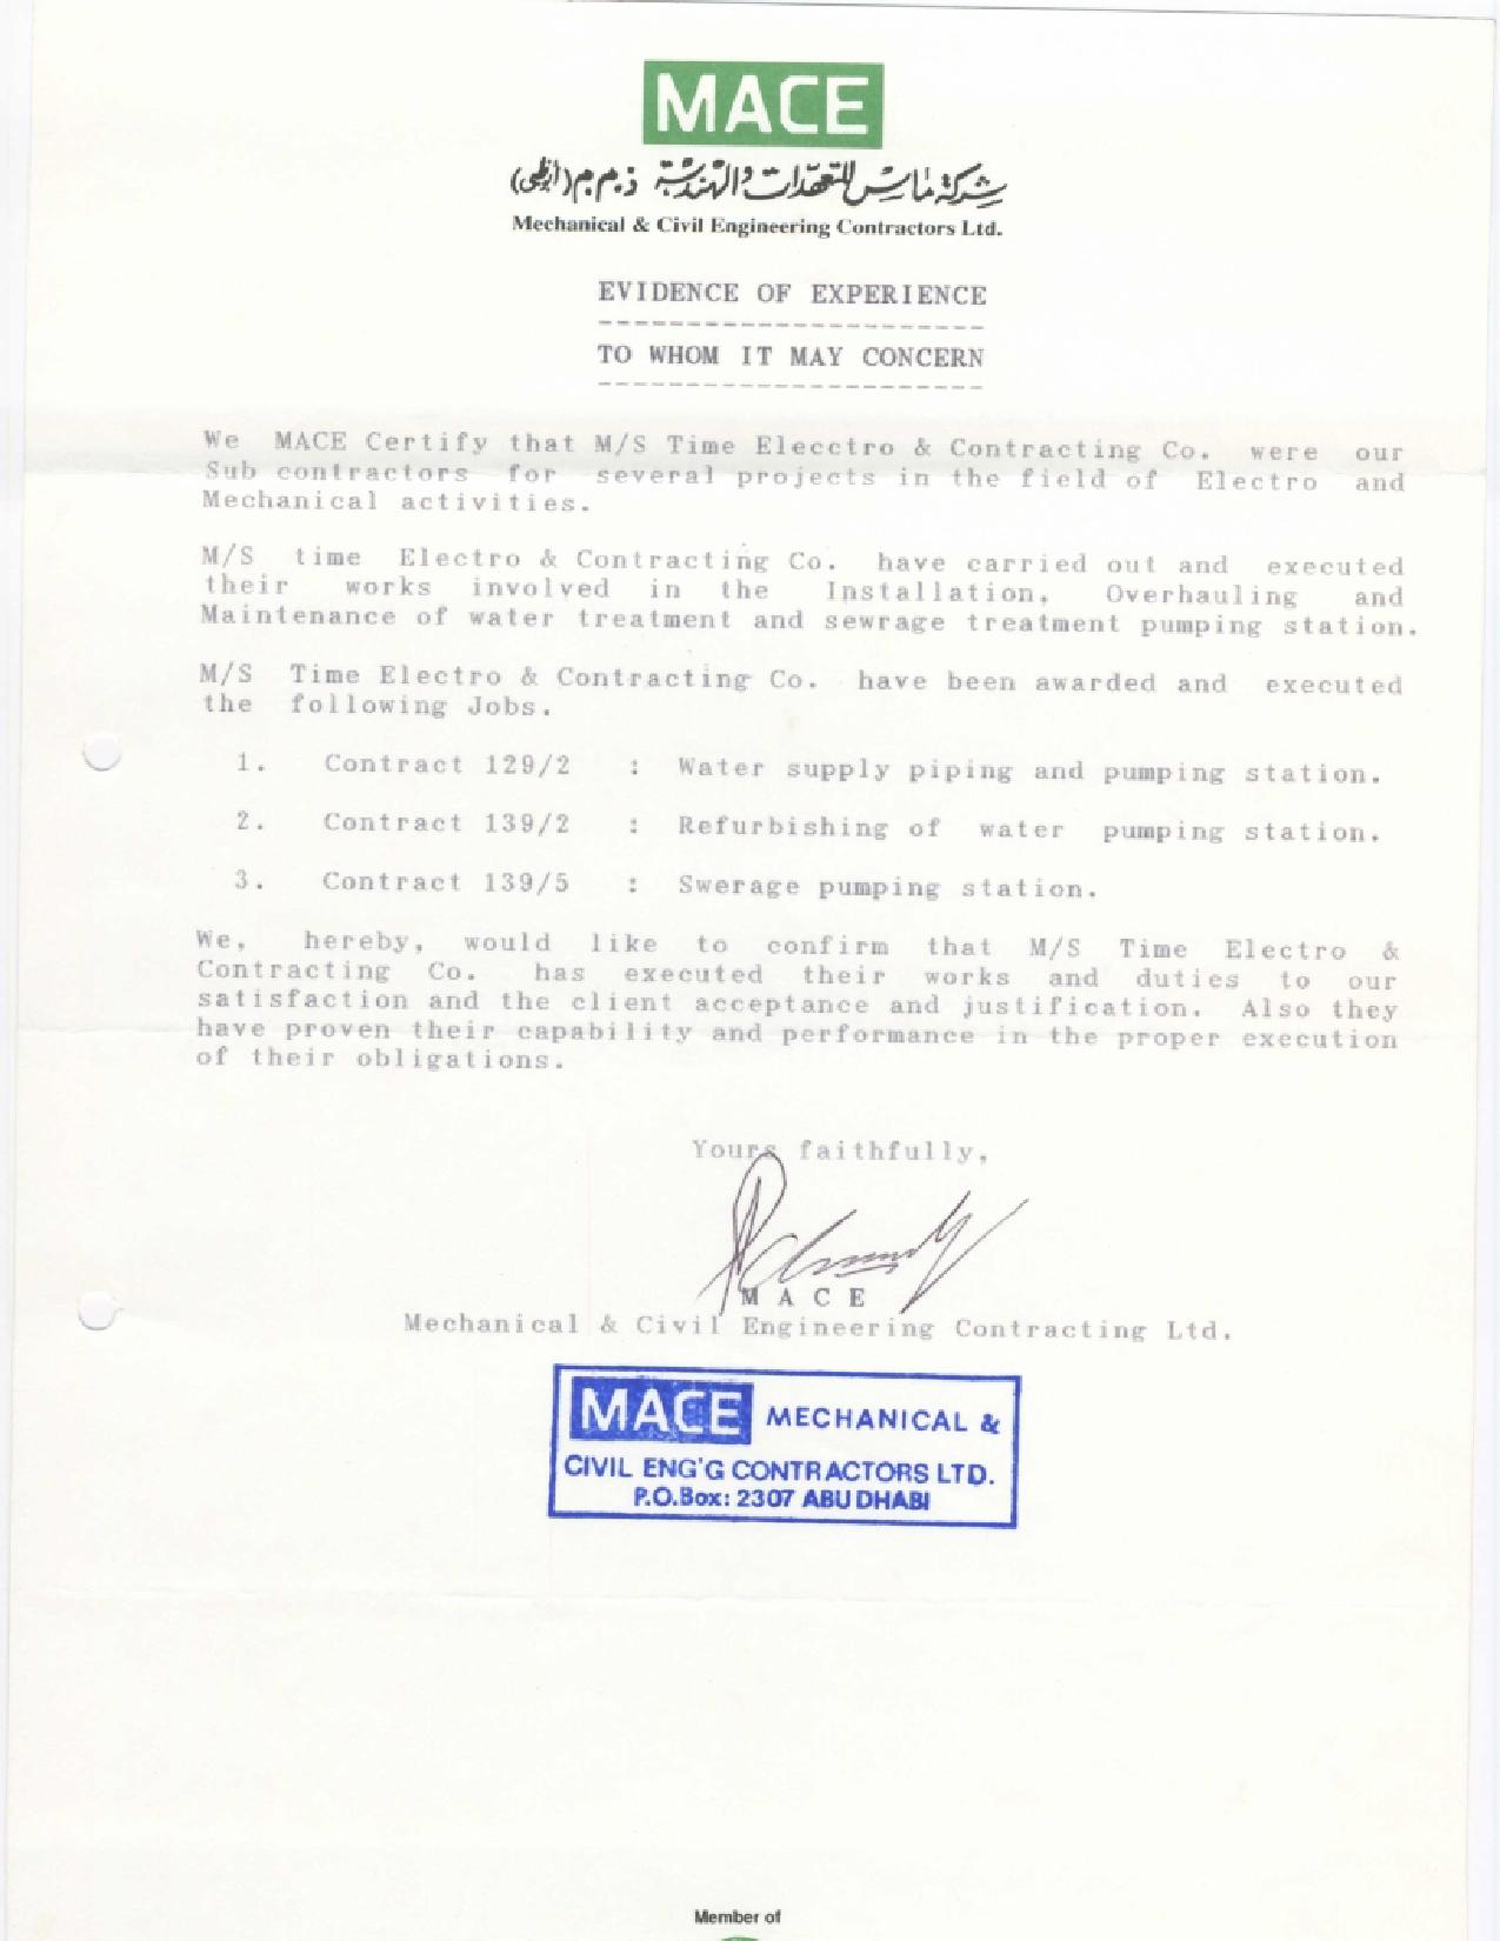 MACE
شركة ماس للتعهدات والهندسة ذ.م.م (ابوظبي)
Mechanical & Civil Engineering Contractors Ltd.
EVIDENCE OF EXPERIENCE
----------------------
TO WHOM IT MAY CONCERN
----------------------
We MACE Certify that M/S Time Elecctro & Contracting Co. were our
Sub contractors for several projects in the field of Electro and
Mechanical activities.
M/S time Electro & Contracting Co. have carried out and executed
their works involved in the Installation, Overhauling and
Maintenance of water treatment and sewrage treatment pumping station.
M/S Time Electro & Contracting Co. have been awarded and executed
the following Jobs.
1. Contract 129/2 : Water supply piping and pumping station.
2. Contract 139/2 : Refurbishing of water pumping station.
3. Contract 139/5 : Swerage pumping station.
We, hereby, would like to confirm that M/S Time Electro &
Contracting Co. has executed their works and duties to our
satisfaction and the client acceptance and justification. Also they
have proven their capability and performance in the proper execution
of their obligations.
Yours faithfully,
M A C E
Mechanical & Civil Engineering Contracting Ltd.
MACE MECHANICAL &
CIVIL ENG'G CONTRACTORS LTD.
P.O.Box: 2307 ABU DHABI
Member of